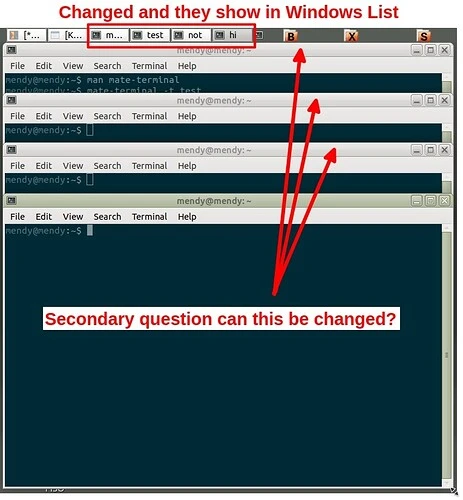 Changed and they show in Windows List
[*... [K... m... test not hi B X S
mendy@mendy: ~
File Edit View Search Terminal Help
mendy@mendy:~$ man mate-terminal
mendy@mendy:~$ mate-terminal -t test
mendy@mendy: ~
File Edit View Search Terminal Help
mendy@mendy:~$
mendy@mendy: ~
File Edit View Search Terminal Help
mendy@mendy:~$
mendy@mendy: ~
File Edit View Search Terminal Help
mendy@mendy:~$
Secondary question can this be changed?